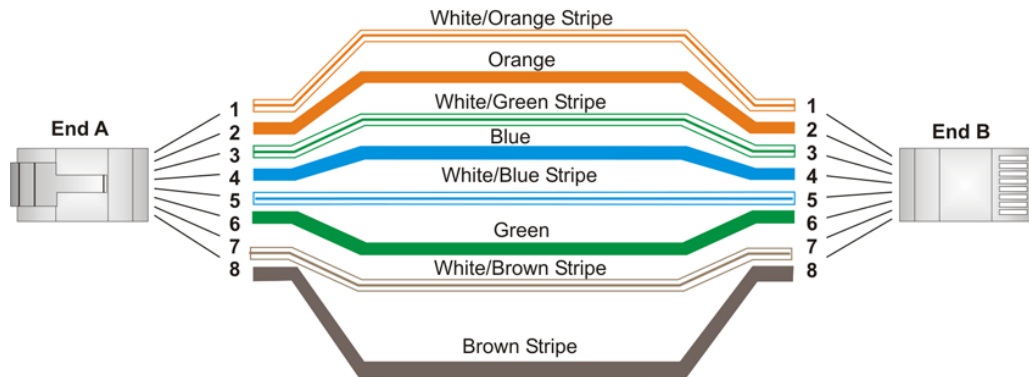 White/Orange Stripe
Orange
1 White/Green Stripe 1
End A 2 2 End B
3 Blue 3
4 White/Blue Stripe 4
5 5
6 Green 6
7 White/Brown Stripe 7
8 8
Brown Stripe